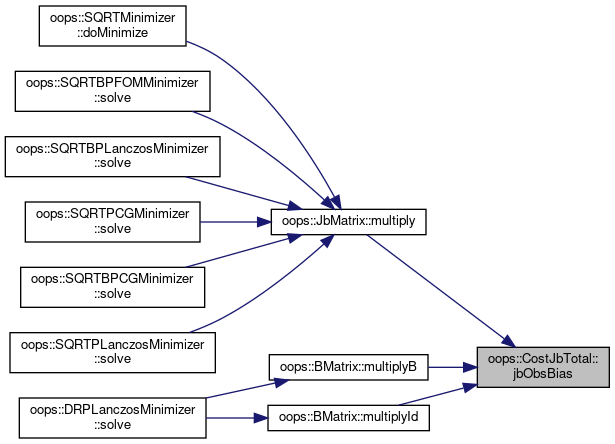 oops::SQRTMinimizer
::doMinimize
oops::SQRTBPFOMMinimizer
::solve
oops::SQRTBPLanczosMinimizer
::solve
oops::SQRTPCGMinimizer
::solve
oops::JbMatrix::multiply
oops::SQRTBPCGMinimizer
::solve
oops::SQRTPLanczosMinimizer
::solve
oops::BMatrix::multiplyB
oops::CostJbTotal::
jbObsBias
oops::DRPLanczosMinimizer
::solve
oops::BMatrix::multiplyId